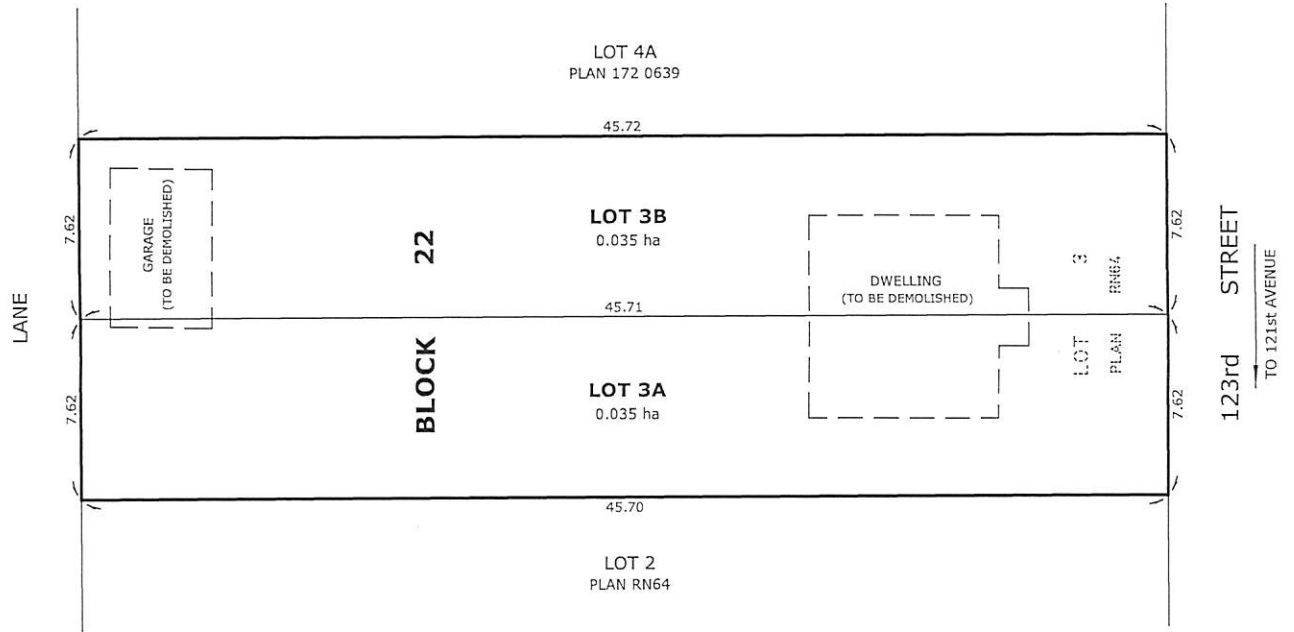 LOT 4A
PLAN 172 0639
45.72
7.62
GARAGE
(TO BE DEMOLISHED)
LOT 3B
0.035 ha
DWELLING
(TO BE DEMOLISHED)
7.62
LANE
45.71
BLOCK 22
LOT 3
PLAN RN64
123rd STREET
TO 121st AVENUE
7.62
LOT 3A
0.035 ha
7.62
45.70
LOT 2
PLAN RN64